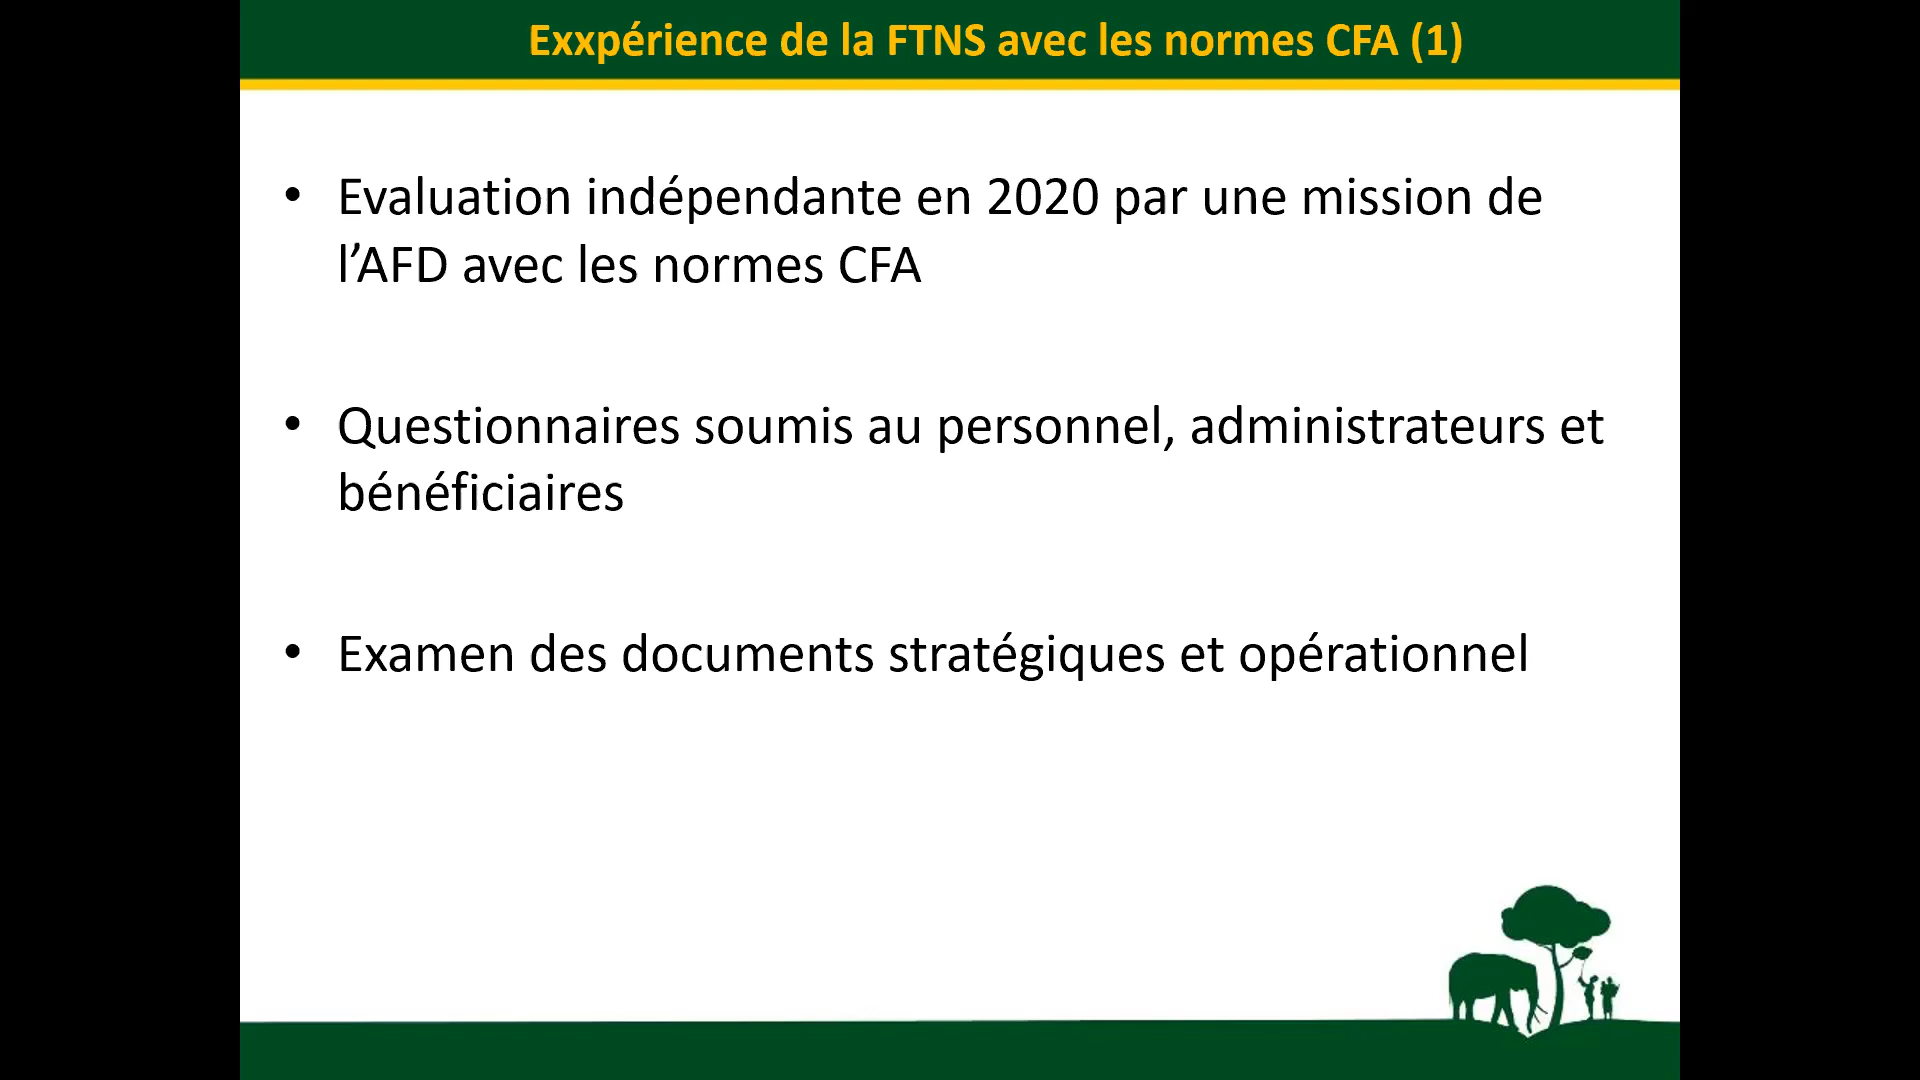 Exxpérience de la FTNS avec les normes CFA (1)
• Evaluation indépendante en 2020 par une mission de
l’AFD avec les normes CFA
• Questionnaires soumis au personnel, administrateurs et
bénéficiaires
• Examen des documents stratégiques et opérationnel